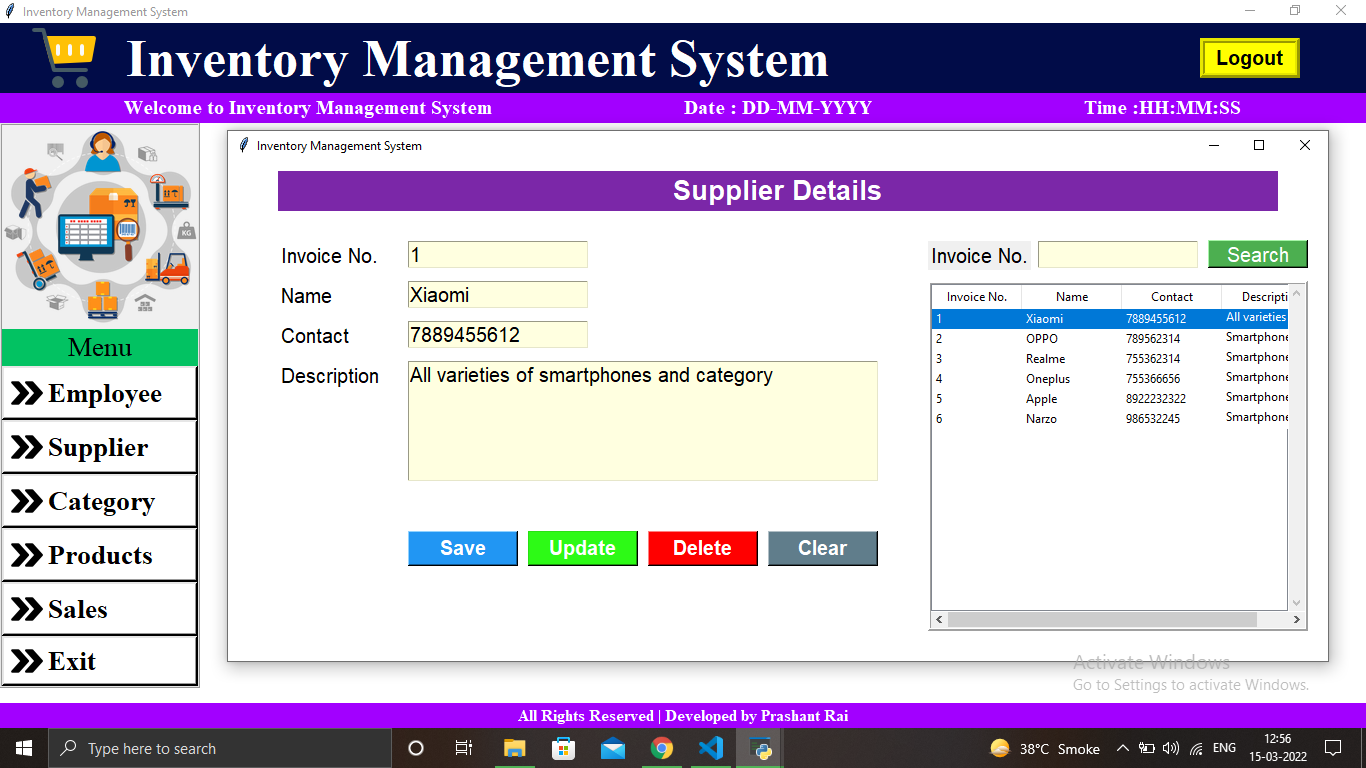 Inventory Management System
Inventory Management System
Logout
Welcome to Inventory Management System Date : DD-MM-YYYY Time :HH:MM:SS
KG
Menu
Employee
Supplier
Category
Products
Sales
Exit
Inventory Management System
Supplier Details
Invoice No. 1
Name Xiaomi
Contact 7889455612
Description All varieties of smartphones and category
Save Update Delete Clear
Invoice No. Search
Invoice No. Name Contact Descripti
1 Xiaomi 7889455612 All varieties
2 OPPO 789562314 Smartphone
3 Realme 755362314 Smartphone
4 Oneplus 755366656 Smartphone
5 Apple 8922232322 Smartphone
6 Narzo 986532245 Smartphone
Activate Windows
Go to Settings to activate Windows.
All Rights Reserved | Developed by Prashant Rai
Type here to search
38°C Smoke
ENG
12:56
15-03-2022